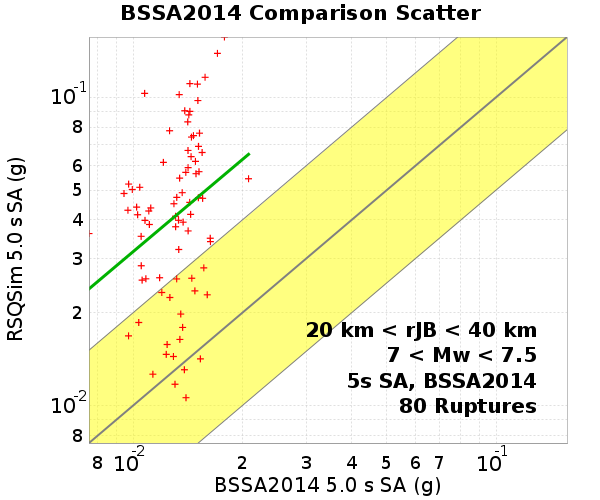 BSSA2014 Comparison Scatter
RSQSim 5.0 s SA (g)
10-1
8
6
5
4
3
2
10-2
8
20 km < rJB < 40 km
7 < Mw < 7.5
5s SA, BSSA2014
80 Ruptures
8 10-2 2 3 4 5 6 7 10-1
BSSA2014 5.0 s SA (g)